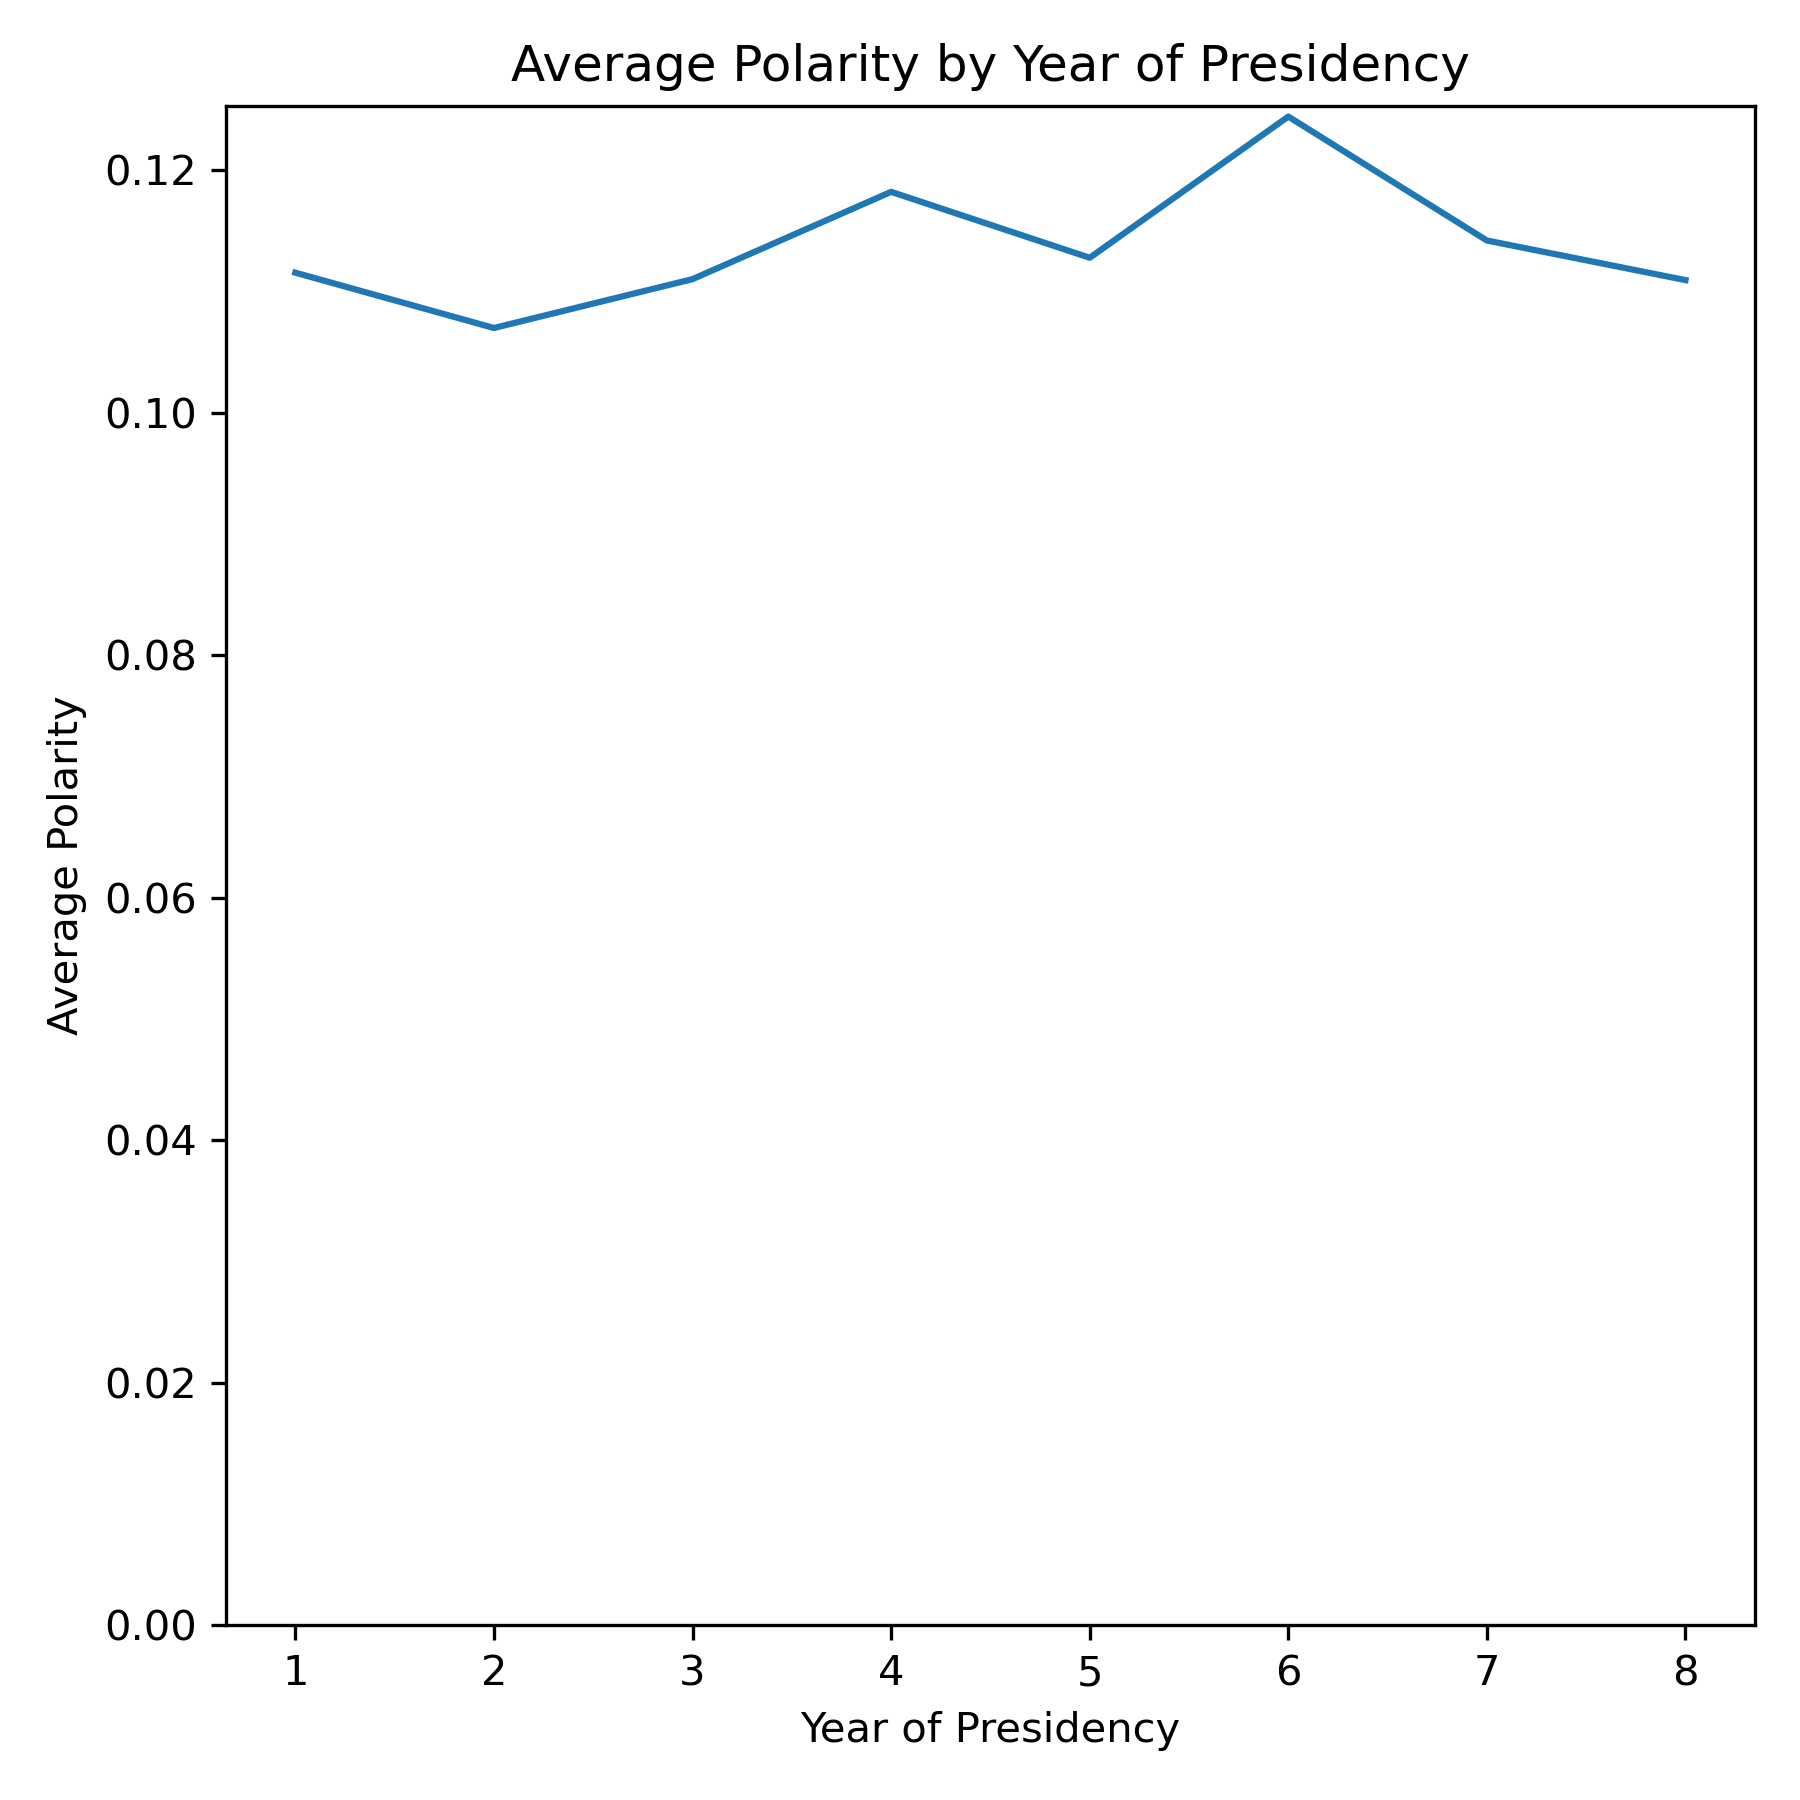 Average Polarity by Year of Presidency
Average Polarity
0.12
0.10
0.08
0.06
0.04
0.02
0.00
1 2 3 4 5 6 7 8
Year of Presidency